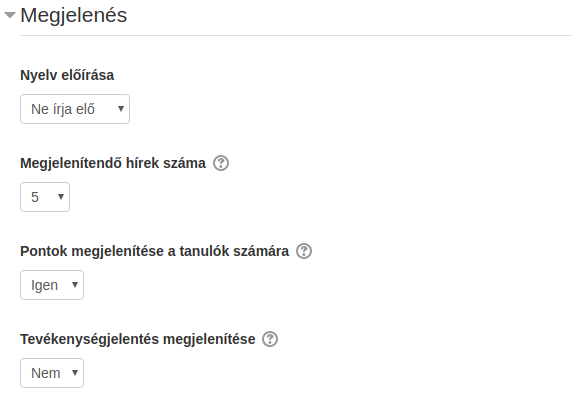 Megjelenés
Nyelv előírása
Ne írja elő
Megjelenítendő hírek száma
5
Pontok megjelenítése a tanulók számára
Igen
Tevékenységjelentés megjelenítése
Nem